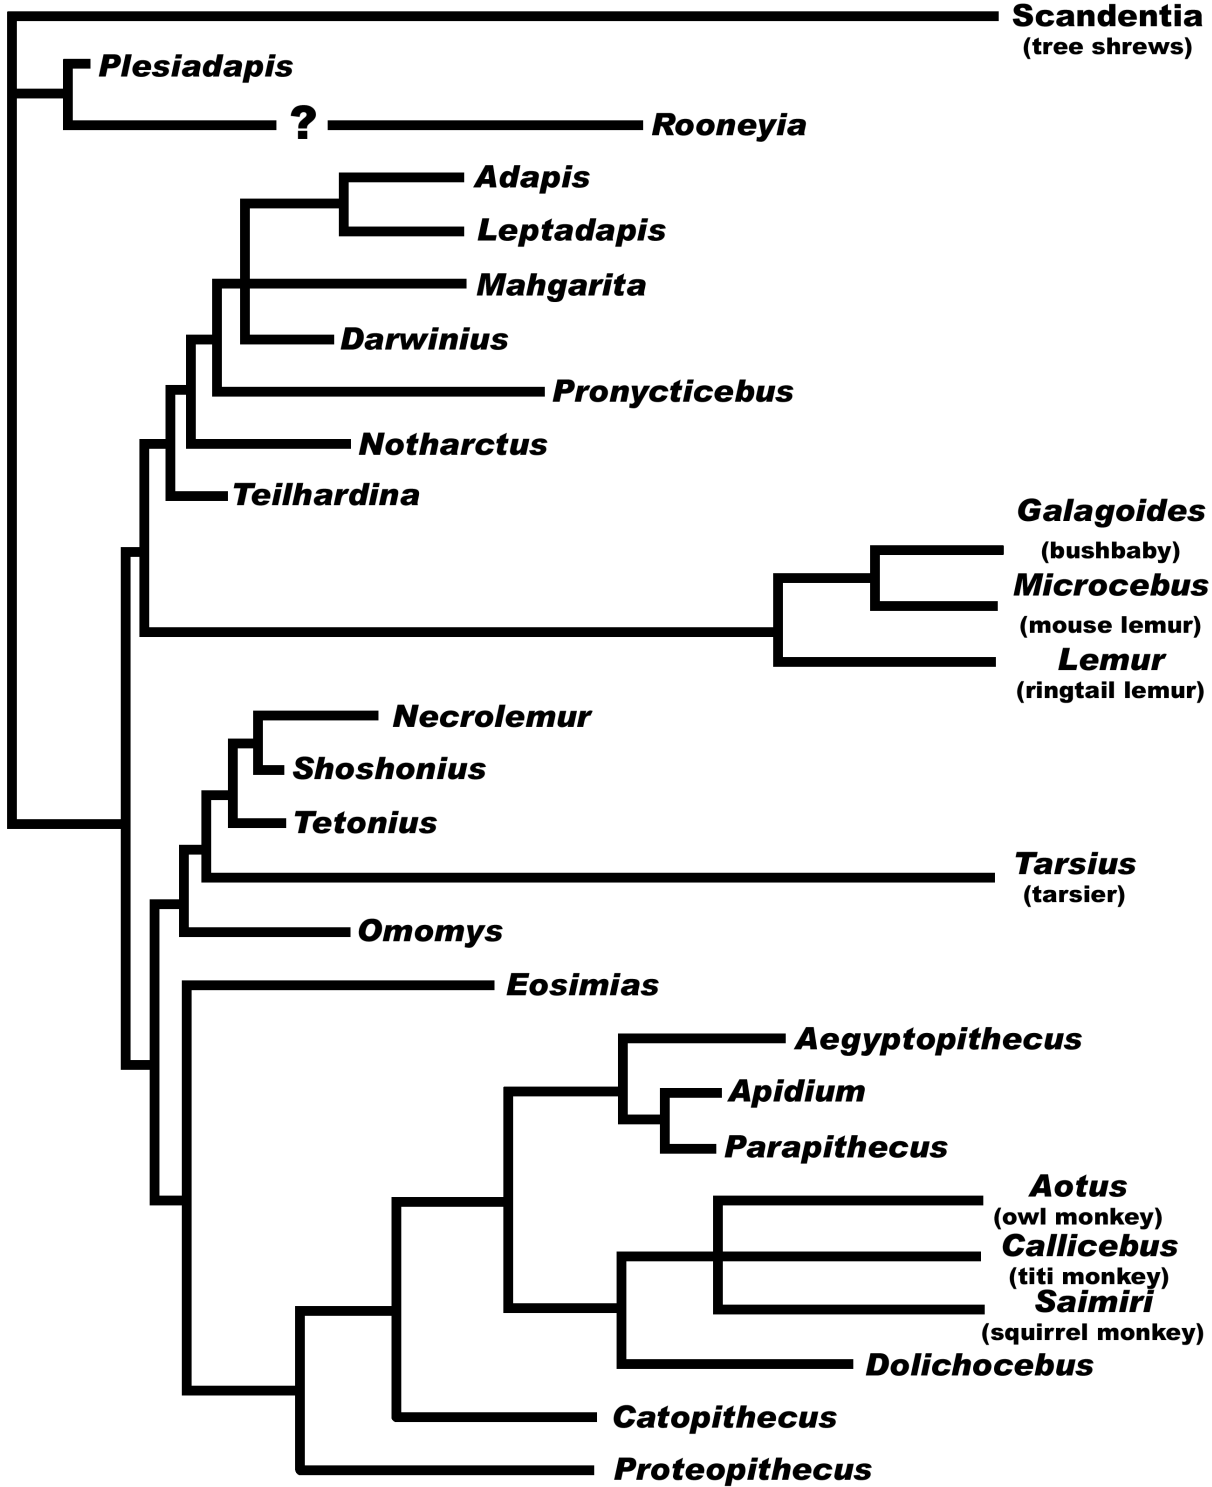 Scandentia
(tree shrews)
Plesiadapis
?
Rooneyia
Adapis
Leptadapis
Mahgarita
Darwinius
Pronycticebus
Notharctus
Teilhardina
Galagoides
(bushbaby)
Microcebus
(mouse lemur)
Lemur
(ringtail lemur)
Necrolemur
Shoshonius
Tetonius
Tarsius
(tarsier)
Omomys
Eosimias
Aegyptopithecus
Apidium
Parapithecus
Aotus
(owl monkey)
Callicebus
(titi monkey)
Saimiri
(squirrel monkey)
Dolichocebus
Catopithecus
Proteopithecus